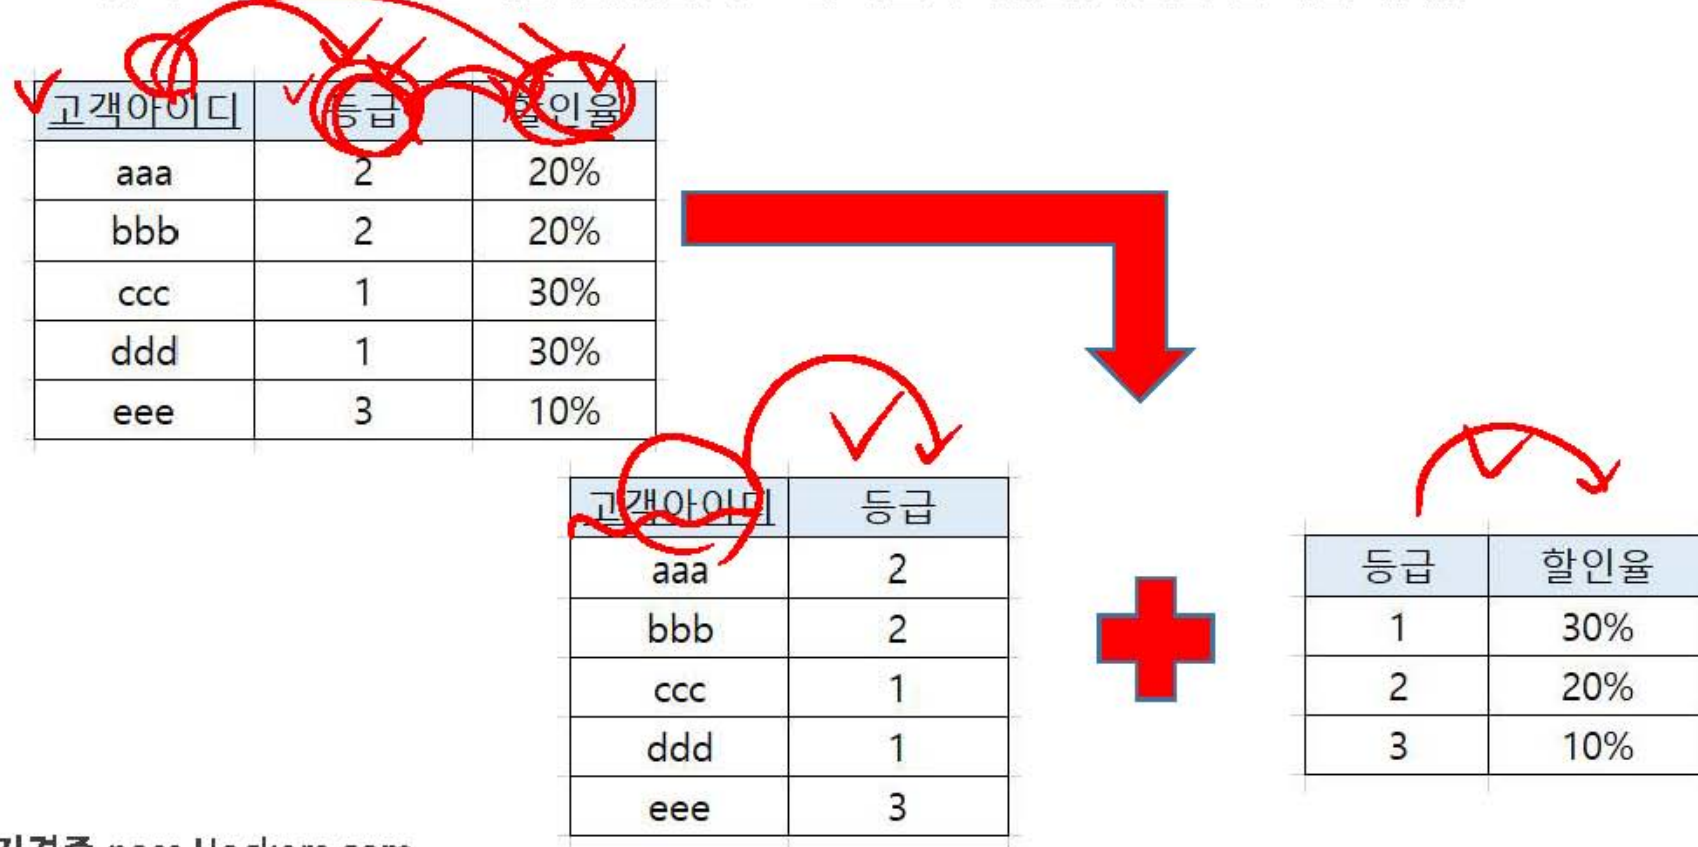 고객아이디 등급 할인율
aaa 2 20%
bbb 2 20%
ccc 1 30%
ddd 1 30%
eee 3 10%
고객아이디 등급
aaa 2
bbb 2
ccc 1
ddd 1
eee 3
등급 할인율
1 30%
2 20%
3 10%